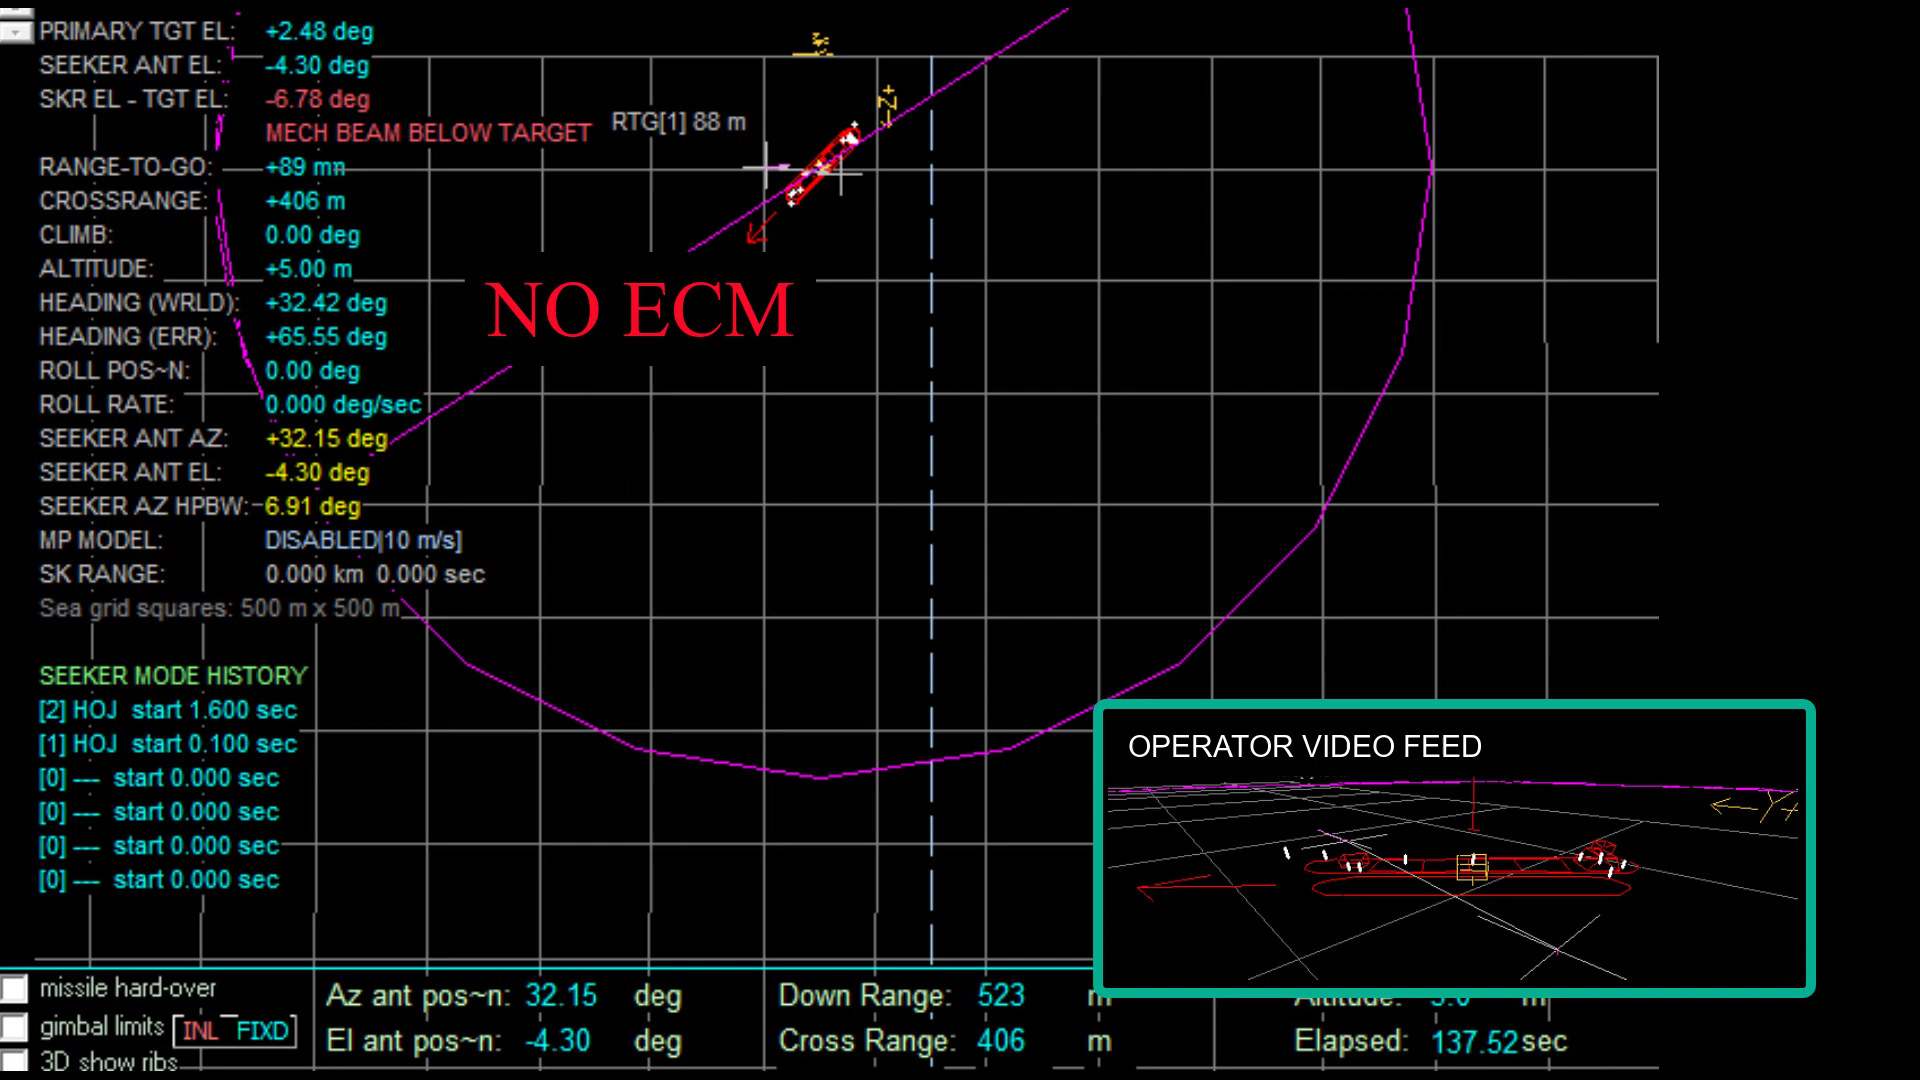 PRIMARY TGT EL: +2.48 deg
SEEKER ANT EL: -4.30 deg
SKR EL - TGT EL: -6.78 deg
MECH BEAM BELOW TARGET
RTG[1] 88 m
RANGE-TO-GO: +89 mn
CROSSRANGE: +406 m
CLIMB: 0.00 deg
ALTITUDE: +5.00 m
HEADING (WRLD): +32.42 deg
HEADING (ERR): +65.55 deg
ROLL POS~N: 0.00 deg
ROLL RATE: 0.000 deg/sec
SEEKER ANT AZ: +32.15 deg
SEEKER ANT EL: -4.30 deg
SEEKER AZ HPBW: 6.91 deg
MP MODEL: DISABLED|10 m/s]
SK RANGE: 0.000 km 0.000 sec
Sea grid squares: 500 m x 500 m
NO ECM
SEEKER MODE HISTORY
[2] HOJ start 1.600 sec
[1] HOJ start 0.100 sec
[0] --- start 0.000 sec
[0] --- start 0.000 sec
[0] --- start 0.000 sec
[0] --- start 0.000 sec
OPERATOR VIDEO FEED
missile hard-over
gimbal limits [INL FIXD]
3D show ribs
Az ant pos~n: 32.15 deg
El ant pos~n: -4.30 deg
Down Range: 523 m
Cross Range: 406 m
Altitude: 5.0 m
Elapsed: 137.52 sec